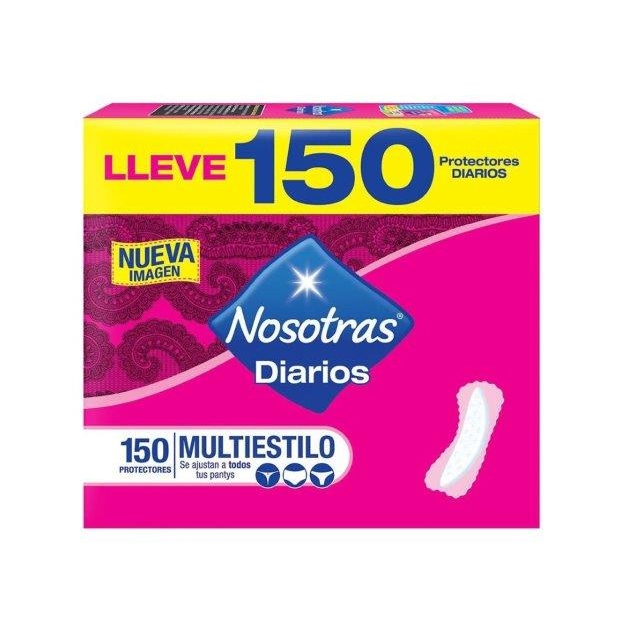 LLEVE 150 Protectores
DIARIOS
NUEVA
IMAGEN
Nosotras®
Diarios
150 PROTECTORES
MULTIESTILO
Se ajustan a todos
tus pantys